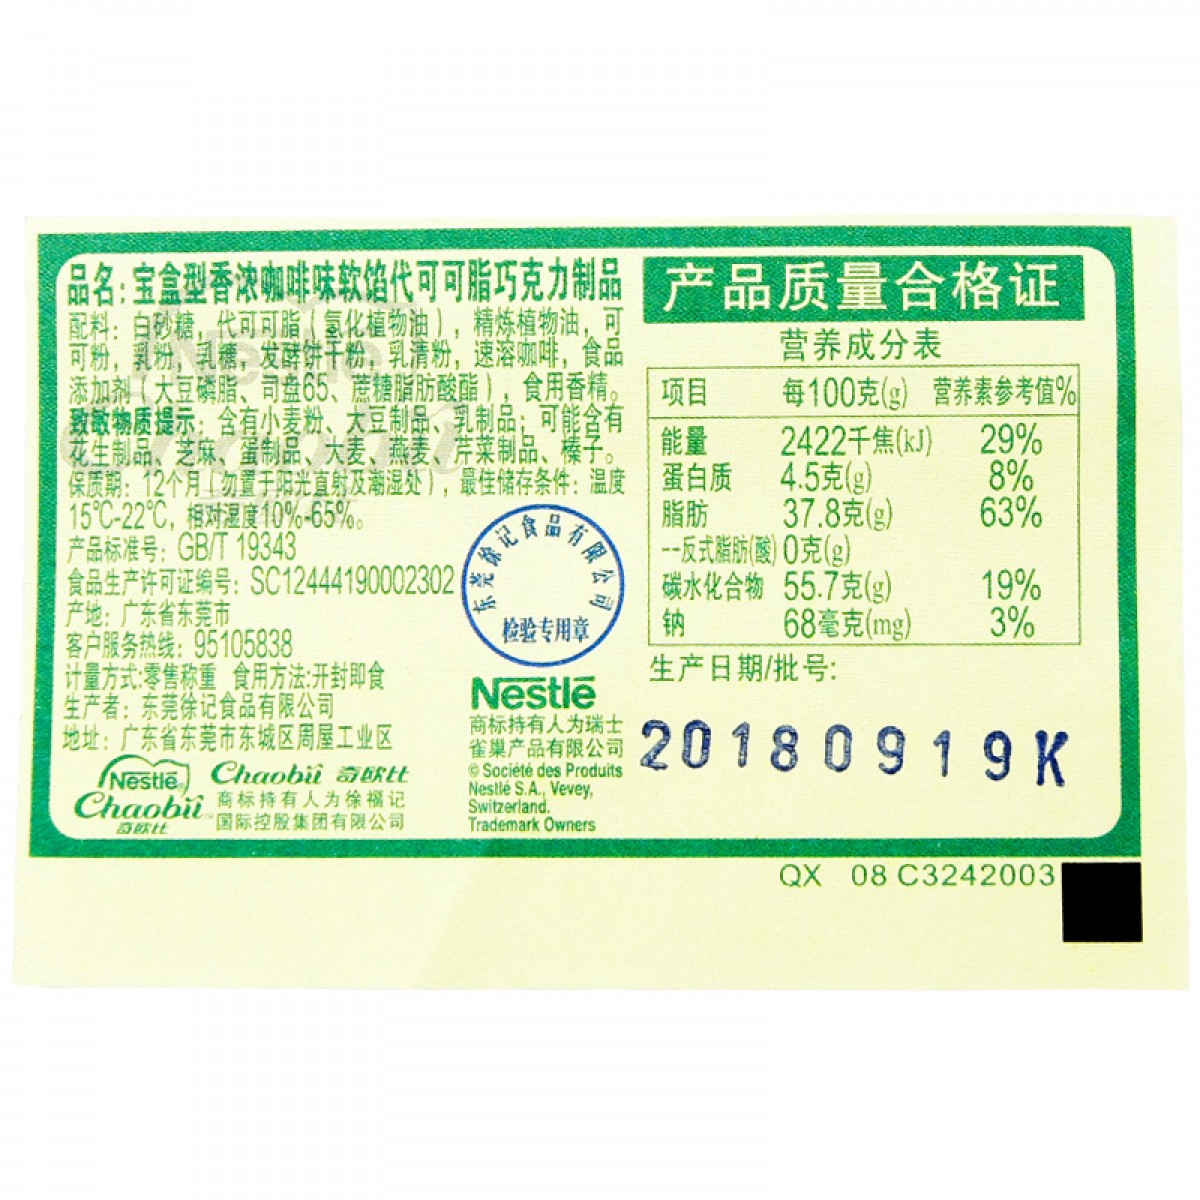 品名: 宝盒型香浓咖啡味软馅代可可脂巧克力制品
配料: 白砂糖, 代可可脂 (氢化植物油), 精炼植物油, 可
可粉, 乳粉, 乳糖, 发酵饼干粉, 乳清粉, 速溶咖啡, 食品
添加剂 (大豆磷脂、司盘65、蔗糖脂肪酸酯), 食用香精。
致敏物质提示: 含有小麦粉、大豆制品、乳制品; 可能含有
花生制品、芝麻、蛋制品、大麦、燕麦、芹菜制品、榛子。
保质期: 12个月 (勿置于阳光直射及潮湿处), 最佳储存条件: 温度
15℃-22℃, 相对湿度10%-65%。
产品标准号: GB/T 19343
食品生产许可证编号: SC12444190002302
产地: 广东省东莞市
客户服务热线: 95105838
计量方式:零售称重 食用方法:开封即食
生产者: 东莞徐记食品有限公司
地址: 广东省东莞市东城区周屋工业区
Nestlé
Chaobii™
奇欧比
Chaobii 奇欧比
商标持有人为徐福记
国际控股集团有限公司
东莞徐记食品有限公司
检验专用章
Nestlé
商标持有人为瑞士
雀巢产品有限公司
© Société des Produits
Nestlé S.A., Vevey,
Switzerland.
Trademark Owners
产品质量合格证
营养成分表
项目 每100克(g) 营养素参考值%
能量 2422千焦(kJ) 29%
蛋白质 4.5克(g) 8%
脂肪 37.8克(g) 63%
--反式脂肪(酸) 0克(g)
碳水化合物 55.7克(g) 19%
钠 68毫克(mg) 3%
生产日期/批号:
20180919K
QX 08 C3242003